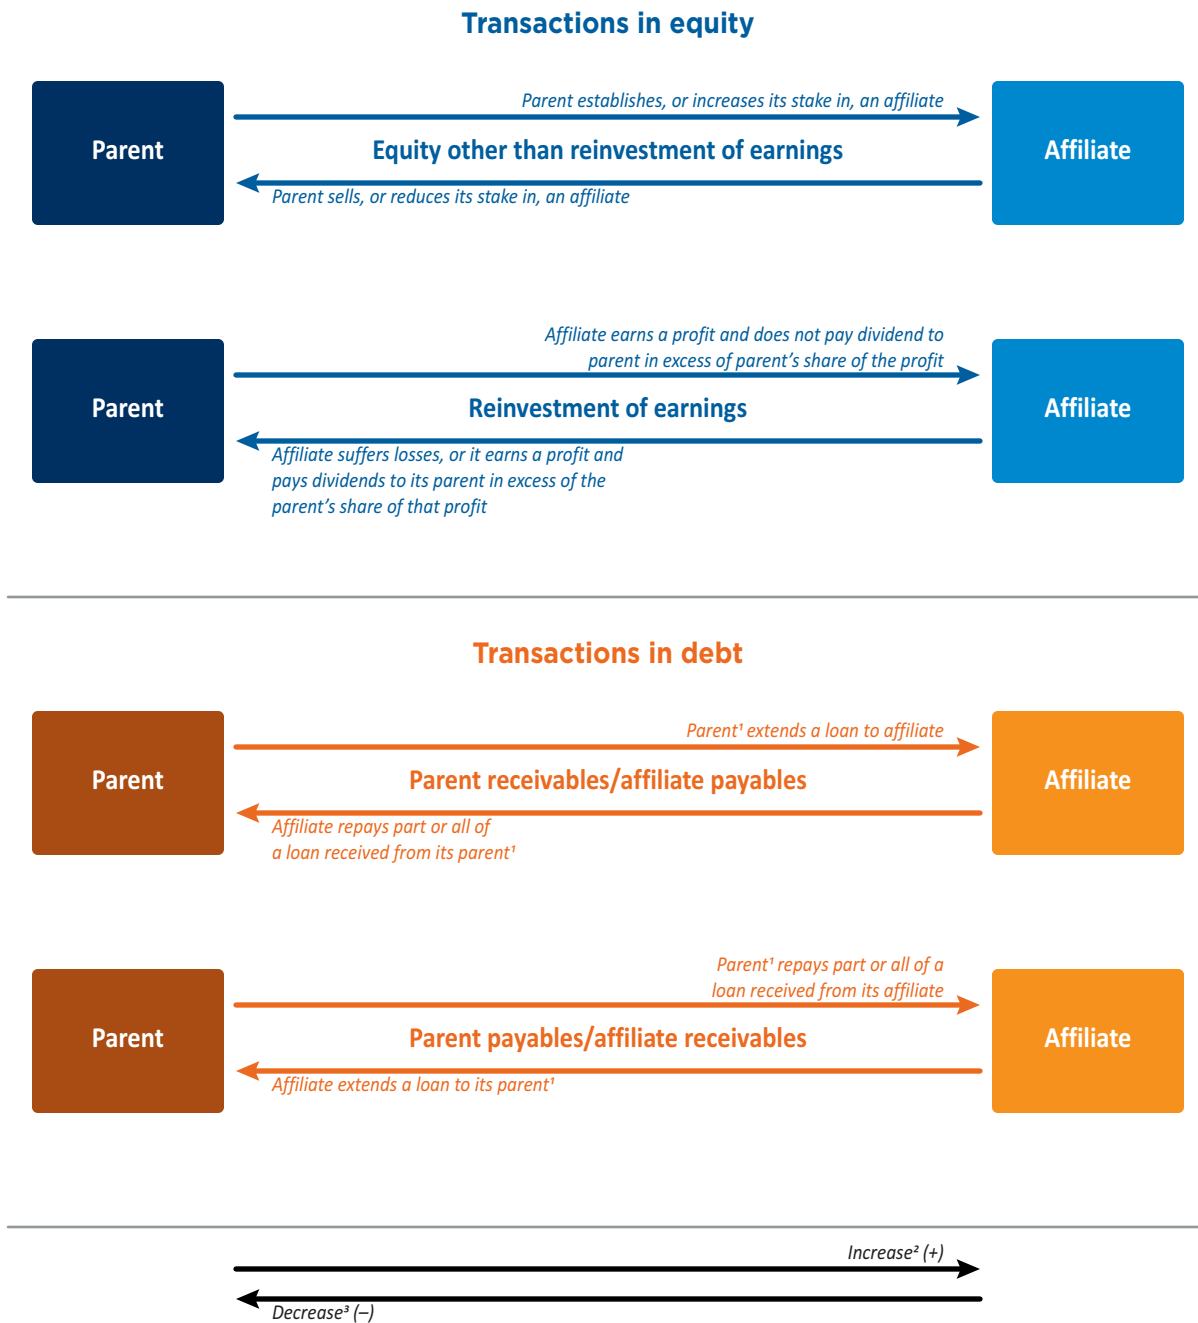 Transactions in equity
Parent establishes, or increases its stake in, an affiliate
Parent
Equity other than reinvestment of earnings
Affiliate
Parent sells, or reduces its stake in, an affiliate
Affiliate earns a profit and does not pay dividend to
parent in excess of parent’s share of the profit
Parent
Reinvestment of earnings
Affiliate
Affiliate suffers losses, or it earns a profit and
pays dividends to its parent in excess of the
parent’s share of that profit
Transactions in debt
Parent¹ extends a loan to affiliate
Parent
Parent receivables/affiliate payables
Affiliate
Affiliate repays part or all of
a loan received from its parent¹
Parent¹ repays part or all of a
loan received from its affiliate
Parent
Parent payables/affiliate receivables
Affiliate
Affiliate extends a loan to its parent¹
Increase² (+)
Decrease³ (–)